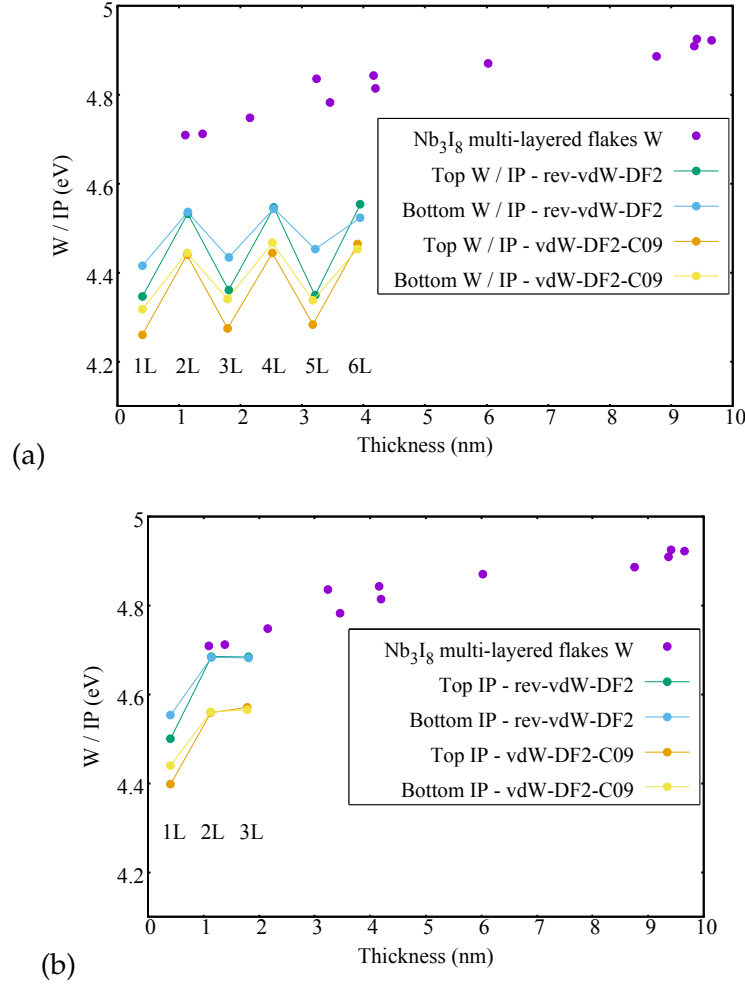 5
4.8
4.6
4.4
4.2
W / IP (eV)
Nb₃I₈ multi-layered flakes W
Top W / IP - rev-vdW-DF2
Bottom W / IP - rev-vdW-DF2
Top W / IP - vdW-DF2-C09
Bottom W / IP - vdW-DF2-C09
1L 2L 3L 4L 5L 6L
0 1 2 3 4 5 6 7 8 9 10
Thickness (nm)
(a)
5
4.8
4.6
4.4
4.2
W / IP (eV)
Nb₃I₈ multi-layered flakes W
Top IP - rev-vdW-DF2
Bottom IP - rev-vdW-DF2
Top IP - vdW-DF2-C09
Bottom IP - vdW-DF2-C09
1L 2L 3L
0 1 2 3 4 5 6 7 8 9 10
Thickness (nm)
(b)